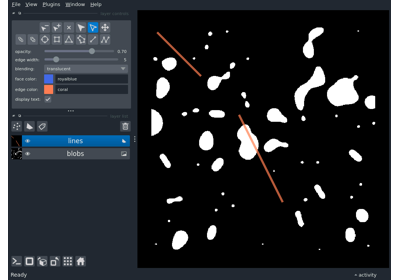 File View Plugins Window Help
opacity: 0.70
edge width:
blending: translucent
face color: royalblue
edge color: coral
display text: ✓
lines
blobs
Ready
activity